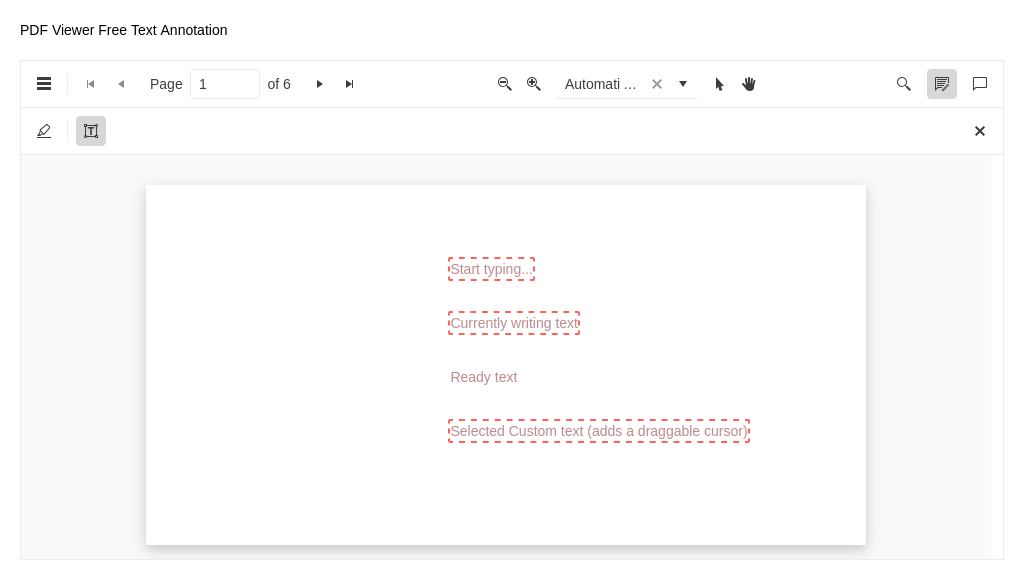 PDF Viewer Free Text Annotation
Page 1 of 6 Automati ...
Start typing...
Currently writing text
Ready text
Selected Custom text (adds a draggable cursor)